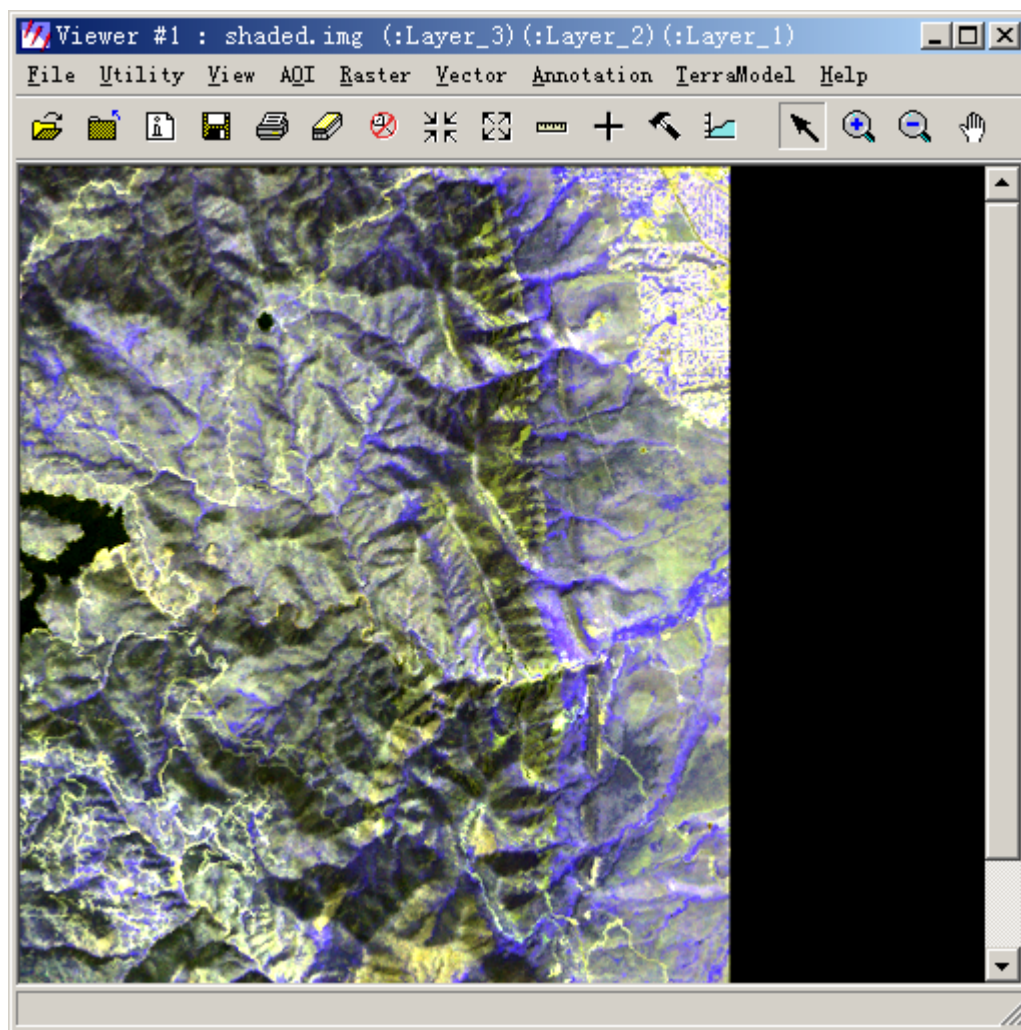 Viewer #1 : shaded.img (:Layer_3)(:Layer_2)(:Layer_1)
File Utility View AOI Raster Vector Annotation TerraModel Help